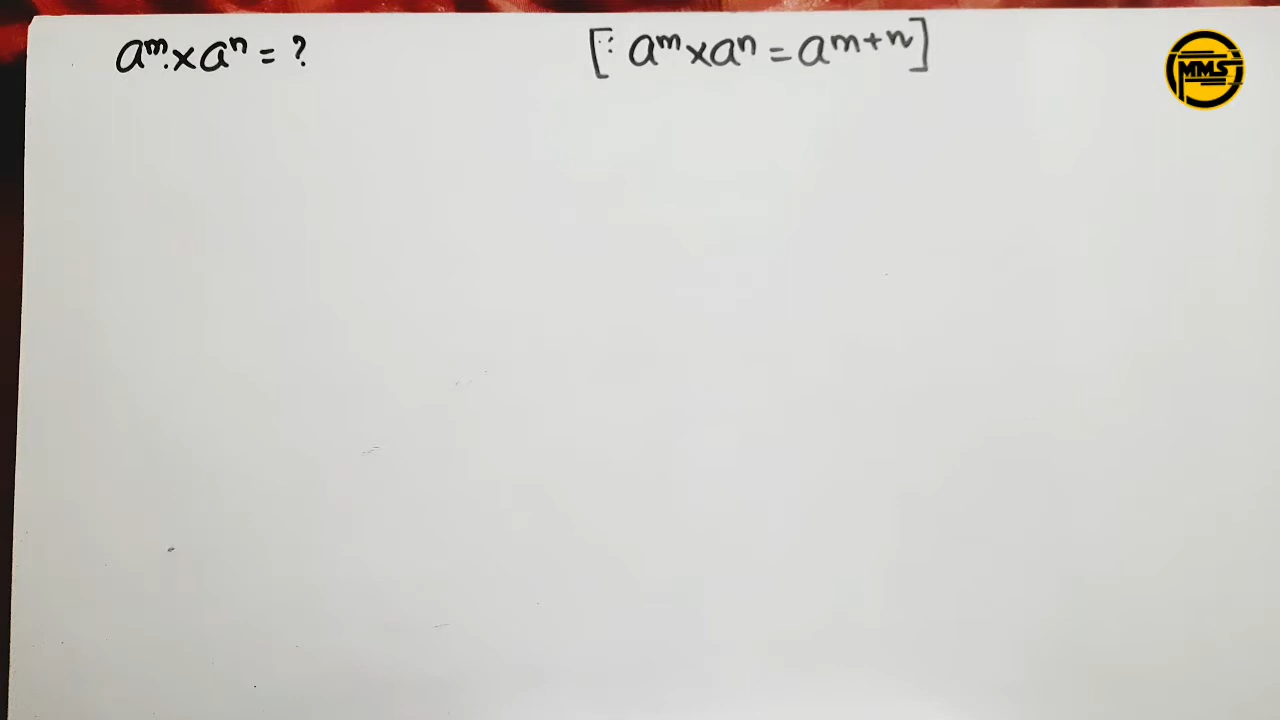 aᵐ × aⁿ = ? [∵ aᵐ × aⁿ = aᵐ⁺ⁿ]
MMS